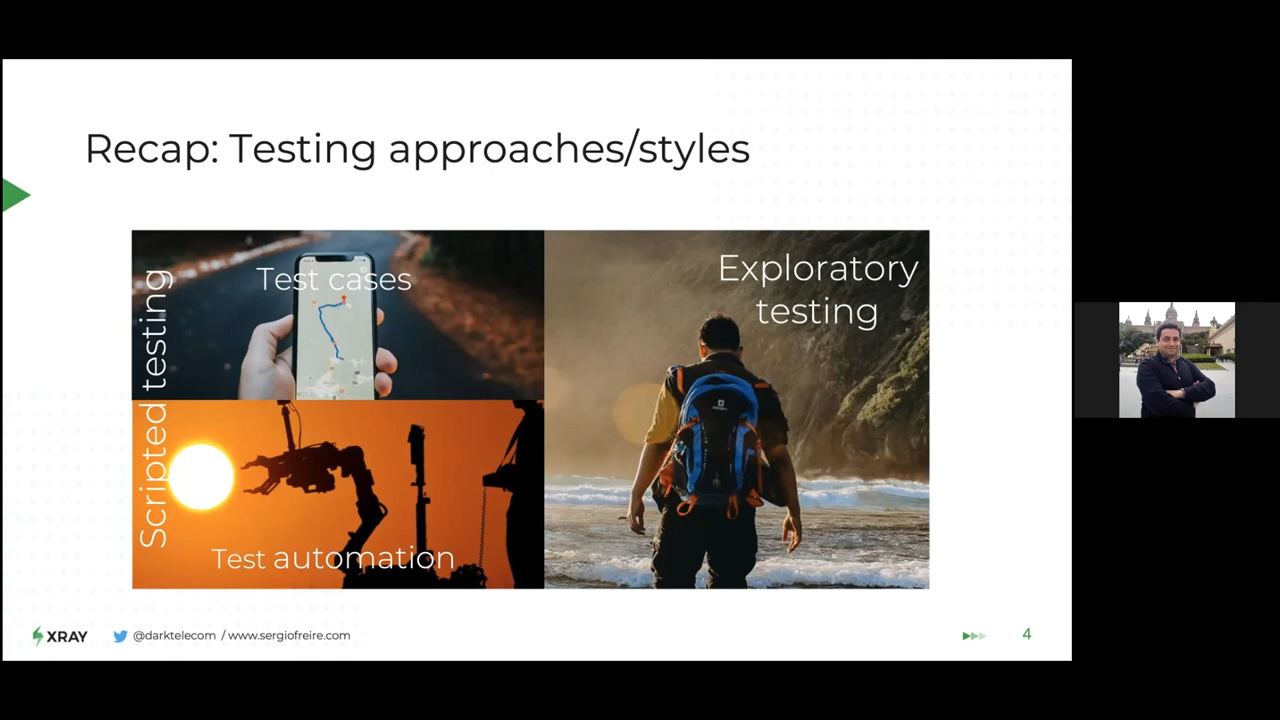 Recap: Testing approaches/styles
Scripted testing
Test cases
Test automation
Exploratory
testing
XRAY
@darktelecom / www.sergiofreire.com
4